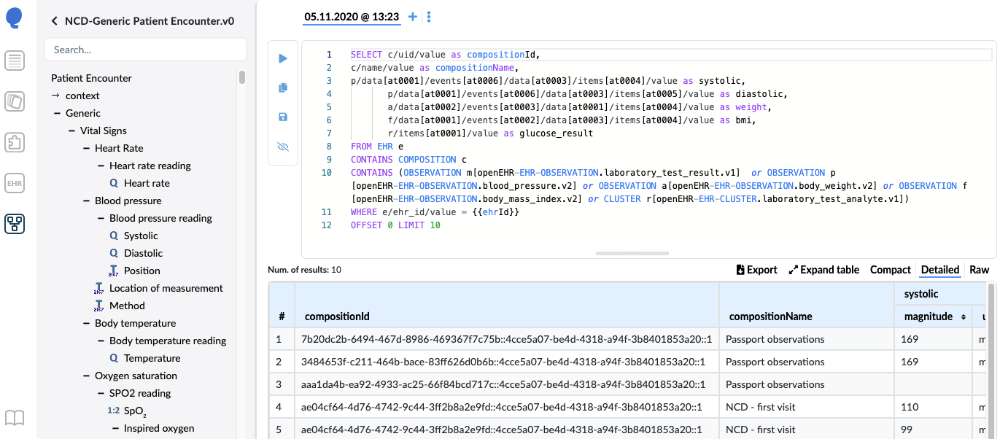 NCD-Generic Patient Encounter.v0
Search...
Patient Encounter
→ context
– Generic
– Vital Signs
– Heart Rate
– Heart rate reading
Q Heart rate
– Blood pressure
– Blood pressure reading
Q Systolic
Q Diastolic
Position
Location of measurement
Method
– Body temperature
– Body temperature reading
Q Temperature
– Oxygen saturation
– SPO2 reading
1:2 SpO2
– Inspired oxygen
EHR
05.11.2020 @ 13:23 +
1 SELECT c/uid/value as compositionId,
2 c/name/value as compositionName,
3 p/data[at0001]/events[at0006]/data[at0003]/items[at0004]/value as systolic,
4 p/data[at0001]/events[at0006]/data[at0003]/items[at0005]/value as diastolic,
5 a/data[at0002]/events[at0003]/data[at0001]/items[at0004]/value as weight,
6 f/data[at0001]/events[at0002]/data[at0003]/items[at0004]/value as bmi,
7 r/items[at0001]/value as glucose_result
8 FROM EHR e
9 CONTAINS COMPOSITION c
10 CONTAINS (OBSERVATION m[openEHR-EHR-OBSERVATION.laboratory_test_result.v1] or OBSERVATION p
[openEHR-EHR-OBSERVATION.blood_pressure.v2] or OBSERVATION a[openEHR-EHR-OBSERVATION.body_weight.v2] or OBSERVATION f
[openEHR-EHR-OBSERVATION.body_mass_index.v2] or CLUSTER r[openEHR-EHR-CLUSTER.laboratory_test_analyte.v1])
11 WHERE e/ehr_id/value = {{ehrId}}
12 OFFSET 0 LIMIT 10
Num. of results: 10 Export Expand table Compact Detailed Raw
systolic
# compositionId compositionName magnitude u
1 7b20dc2b-6494-467d-8986-469367f7c75b::4cce5a07-be4d-4318-a94f-3b8401853a20::1 Passport observations 169 m
2 3484653f-c211-464b-bace-83ff626d0b6b::4cce5a07-be4d-4318-a94f-3b8401853a20::1 Passport observations 169 m
3 aaa1da4b-ea92-4933-ac25-66f84bcd717c::4cce5a07-be4d-4318-a94f-3b8401853a20::1 Passport observations
4 ae04cf64-4d76-4742-9c44-3ff2b8a2e9fd::4cce5a07-be4d-4318-a94f-3b8401853a20::1 NCD - first visit 110 m
5 ae04cf64-4d76-4742-9c44-3ff2b8a2e9fd::4cce5a07-be4d-4318-a94f-3b8401853a20::1 NCD - first visit 99 m